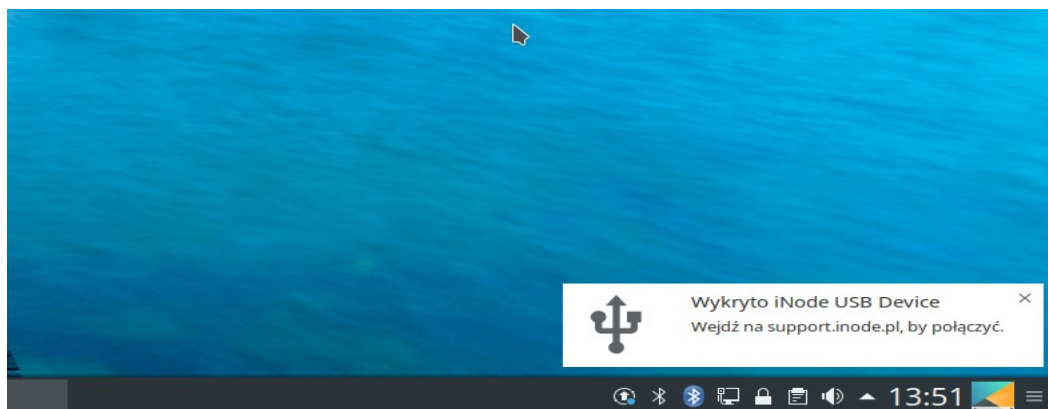 Wykryto iNode USB Device
Wejdź na support.inode.pl, by połączyć.
13:51